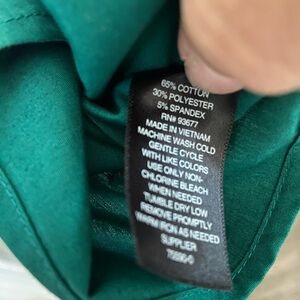 65% COTTON
30% POLYESTER
5% SPANDEX
RN# 93677
MADE IN VIETNAM
MACHINE WASH COLD
GENTLE CYCLE
WITH LIKE COLORS
USE ONLY NON-
CHLORINE BLEACH
WHEN NEEDED
TUMBLE DRY LOW
REMOVE PROMPTLY
WARM IRON AS NEEDED
SUPPLIER